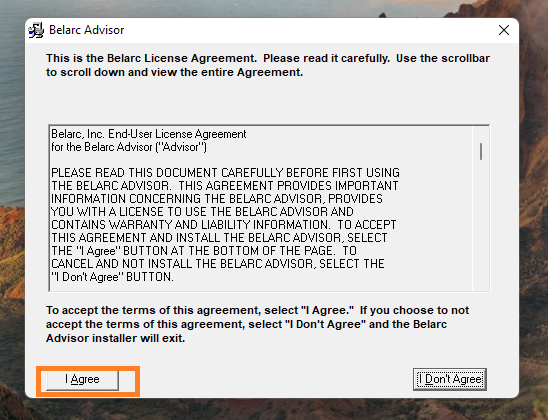 Belarc Advisor
This is the Belarc License Agreement. Please read it carefully. Use the scrollbar
to scroll down and view the entire Agreement.
Belarc, Inc. End-User License Agreement
for the Belarc Advisor ("Advisor")
PLEASE READ THIS DOCUMENT CAREFULLY BEFORE FIRST USING
THE BELARC ADVISOR. THIS AGREEMENT PROVIDES IMPORTANT
INFORMATION CONCERNING THE BELARC ADVISOR, PROVIDES
YOU WITH A LICENSE TO USE THE BELARC ADVISOR AND
CONTAINS WARRANTY AND LIABILITY INFORMATION. TO ACCEPT
THIS AGREEMENT AND INSTALL THE BELARC ADVISOR, SELECT
THE "I Agree" BUTTON AT THE BOTTOM OF THE PAGE. TO
CANCEL AND NOT INSTALL THE BELARC ADVISOR, SELECT THE
"I Don't Agree" BUTTON.
To accept the terms of this agreement, select "I Agree." If you choose to not
accept the terms of this agreement, select "I Don't Agree" and the Belarc
Advisor installer will exit.
I Agree
I Don't Agree